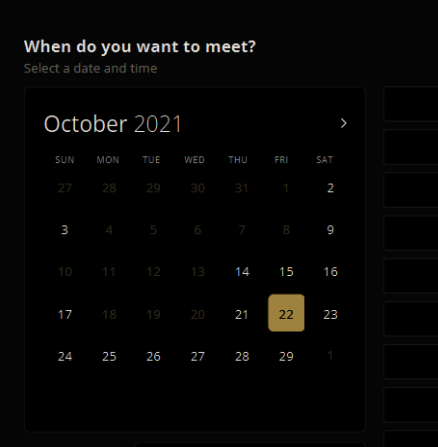 When do you want to meet?
Select a date and time
October 2021
SUN MON TUE WED THU FRI SAT
27 28 29 30 31 1 2
3 4 5 6 7 8 9
10 11 12 13 14 15 16
17 18 19 20 21 22 23
24 25 26 27 28 29 1